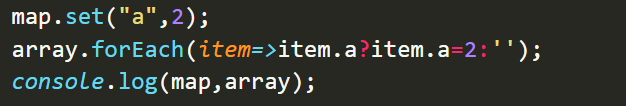 map.set("a",2);
array.forEach(item=>item.a?item.a=2:'');
console.log(map,array);